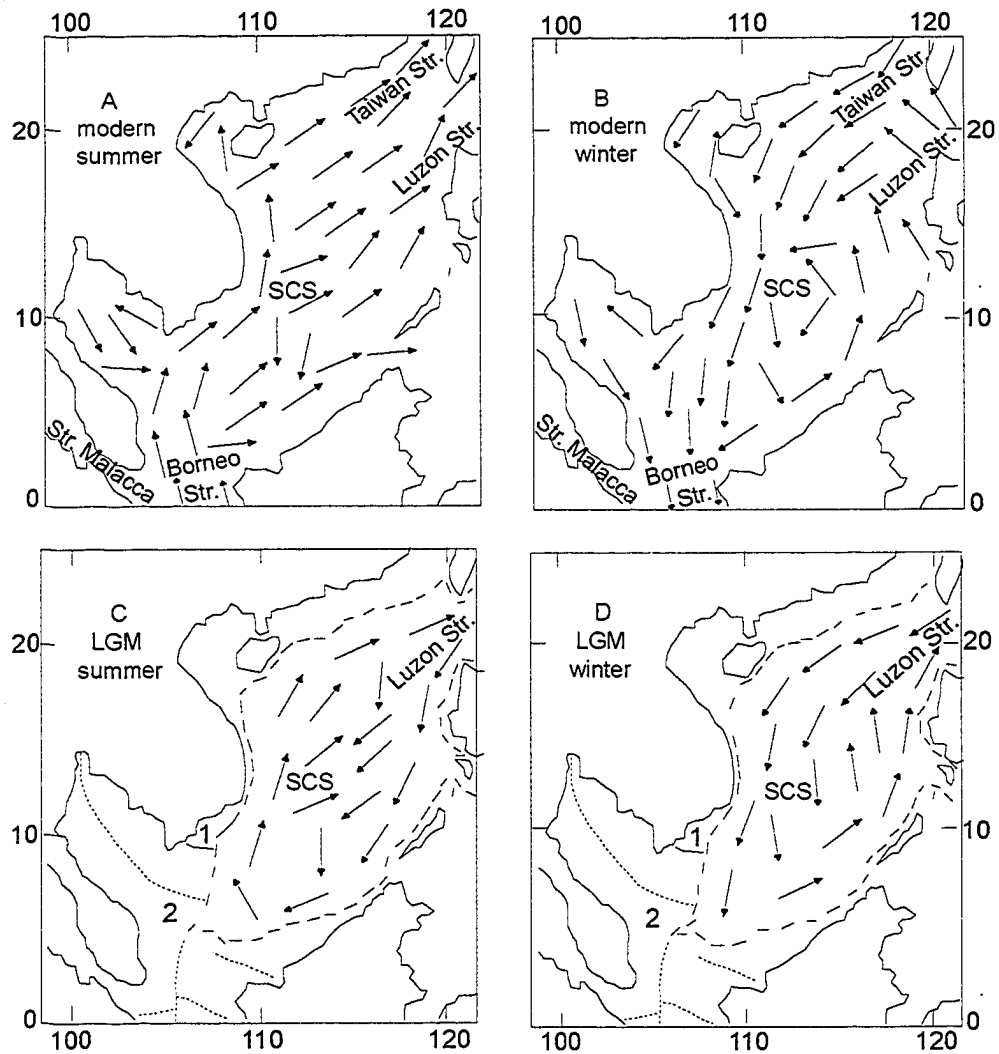 100 110 120
100 110 120
A
modern
summer
Taiwan Str.
20
Luzon Str.
SCS
10
Str. Malacca
Borneo
Str.
0
B
modern
winter
Taiwan Str.
20
Luzon Str.
SCS
10
10
Str. Malacca
Borneo
Str.
0
C
LGM
summer
20
Luzon Str.
SCS
1
10
2
0
100 110 120
D
LGM
winter
20
Luzon Str.
SCS
1
10
2
0
100 110 120